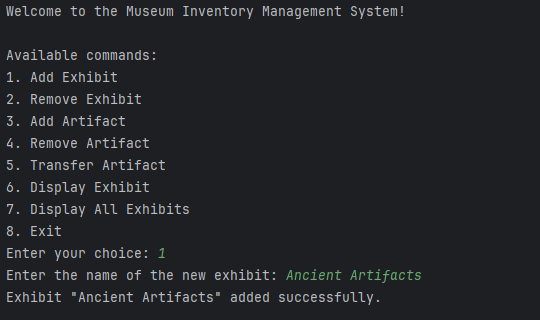 Welcome to the Museum Inventory Management System!
Available commands:
1. Add Exhibit
2. Remove Exhibit
3. Add Artifact
4. Remove Artifact
5. Transfer Artifact
6. Display Exhibit
7. Display All Exhibits
8. Exit
Enter your choice: 1
Enter the name of the new exhibit: Ancient Artifacts
Exhibit "Ancient Artifacts" added successfully.